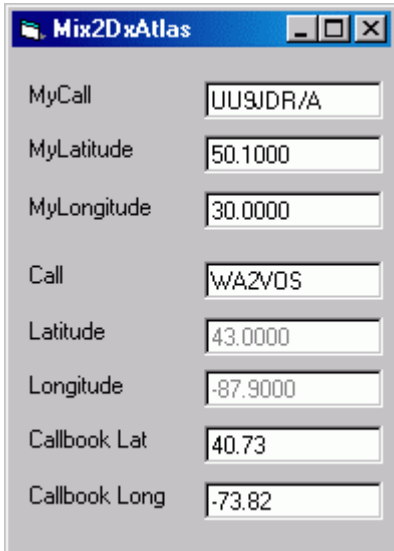 Mix2DxAtlas
MyCall UU9JDR/A
MyLatitude 50.1000
MyLongitude 30.0000
Call WA2VOS
Latitude 43.0000
Longitude -87.9000
Callbook Lat 40.73
Callbook Long -73.82